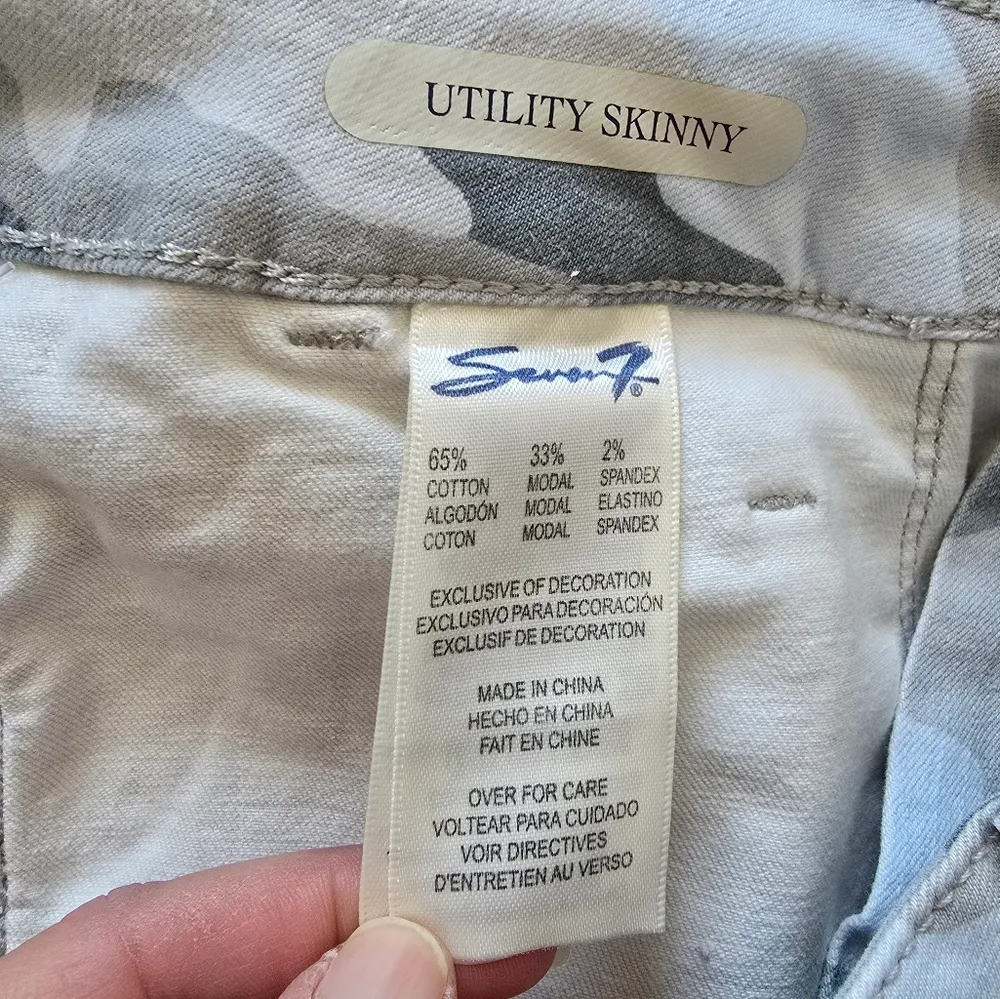 UTILITY SKINNY
Seven7®
65% 33% 2%
COTTON MODAL SPANDEX
ALGODÓN MODAL ELASTINO
COTON MODAL SPANDEX
EXCLUSIVE OF DECORATION
EXCLUSIVO PARA DECORACIÓN
EXCLUSIF DE DECORATION
MADE IN CHINA
HECHO EN CHINA
FAIT EN CHINE
OVER FOR CARE
VOLTEAR PARA CUIDADO
VOIR DIRECTIVES
D'ENTRETIEN AU VERSO